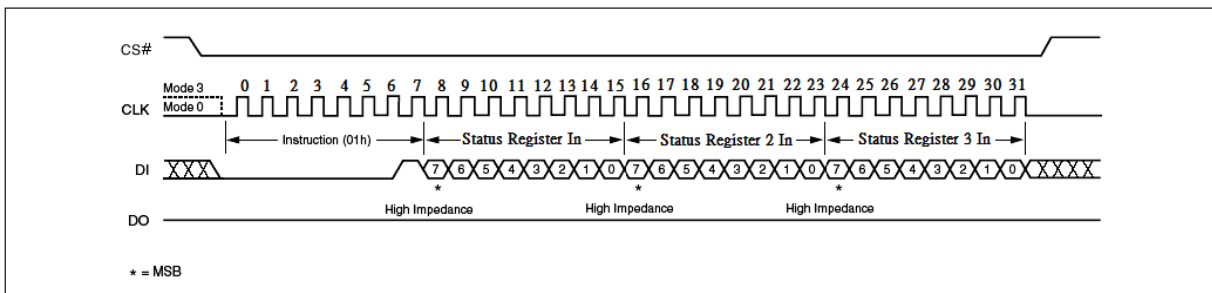 CS#
Mode 3
0 1 2 3 4 5 6 7 8 9 10 11 12 13 14 15 16 17 18 19 20 21 22 23 24 25 26 27 28 29 30 31
CLK
Mode 0
Instruction (01h) Status Register In Status Register 2 In Status Register 3 In
DI 7 6 5 4 3 2 1 0 7 6 5 4 3 2 1 0 7 6 5 4 3 2 1 0
* * *
High Impedance High Impedance High Impedance
DO
* = MSB